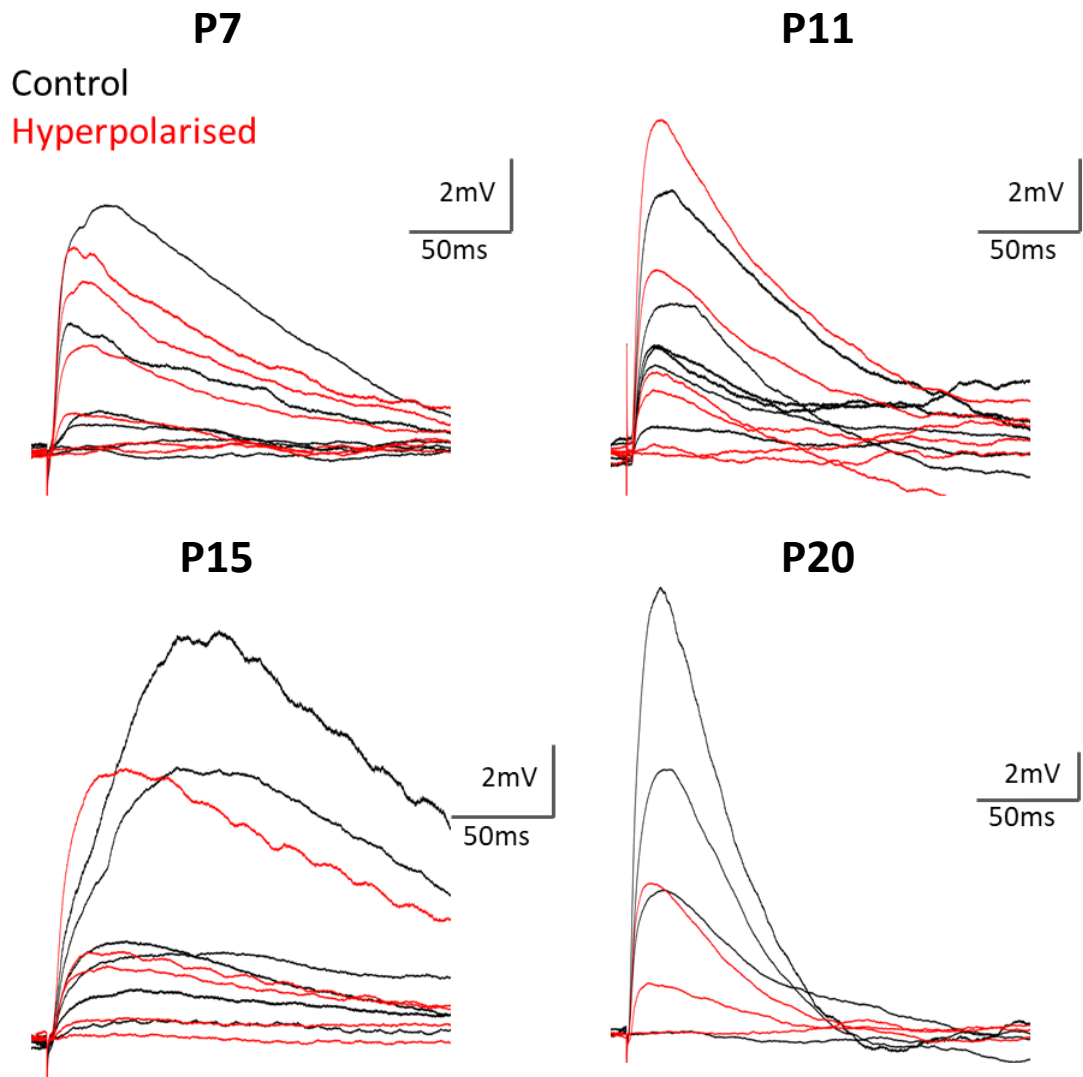 P7
P11
Control
Hyperpolarised
2mV
50ms
2mV
50ms
P15
P20
2mV
50ms
2mV
50ms